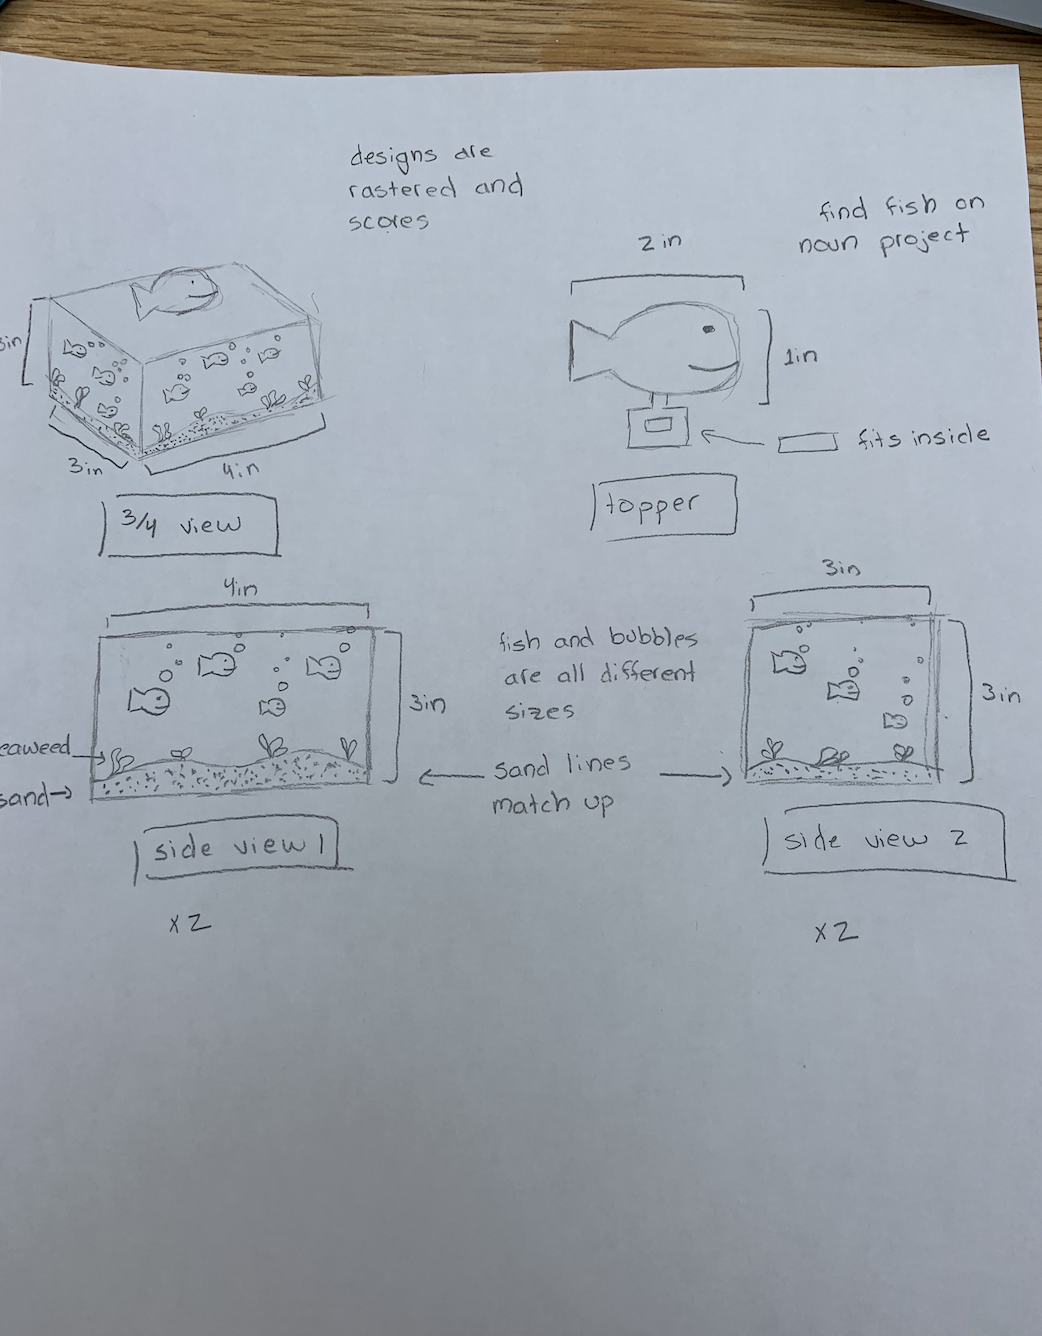 designs are
rastered and
scores
find fish on
noun project
2 in
1in
fits inside
topper
3in
4in
3/4 view
4in
3in
eaweed
sand
side view 1
x2
fish and bubbles
are all different
sizes
sand lines
match up
3in
3in
side view 2
x2